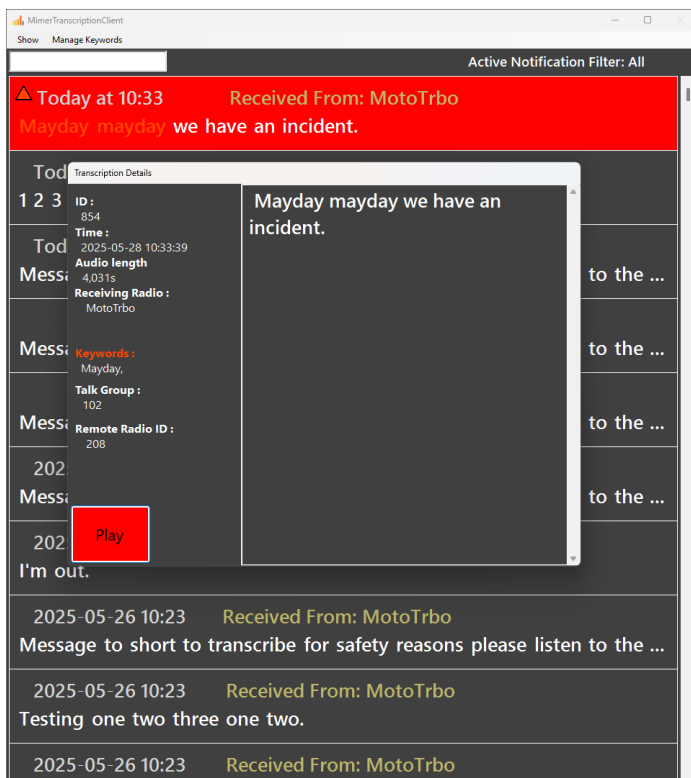 MimerTranscriptionClient
Show Manage Keywords
Active Notification Filter: All
Today at 10:33 Received From: MotoTrbo
Mayday mayday we have an incident.
Tod
1 2 3
Tod
Messa to the ...
Messa to the ...
Messa to the ...
202
Messa to the ...
202
I'm out.
Transcription Details
ID :
854
Time :
2025-05-28 10:33:39
Audio length
4,031s
Receiving Radio :
MotoTrbo
Keywords :
Mayday,
Talk Group :
102
Remote Radio ID :
208
Play
Mayday mayday we have an
incident.
2025-05-26 10:23 Received From: MotoTrbo
Message to short to transcribe for safety reasons please listen to the ...
2025-05-26 10:23 Received From: MotoTrbo
Testing one two three one two.
2025-05-26 10:23 Received From: MotoTrbo